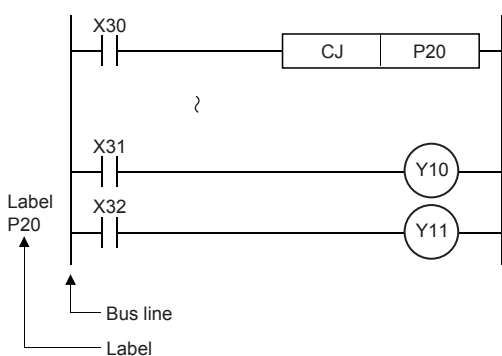 X30
CJ P20
X31
Y10
Label X32
P20 Y11
Bus line
Label